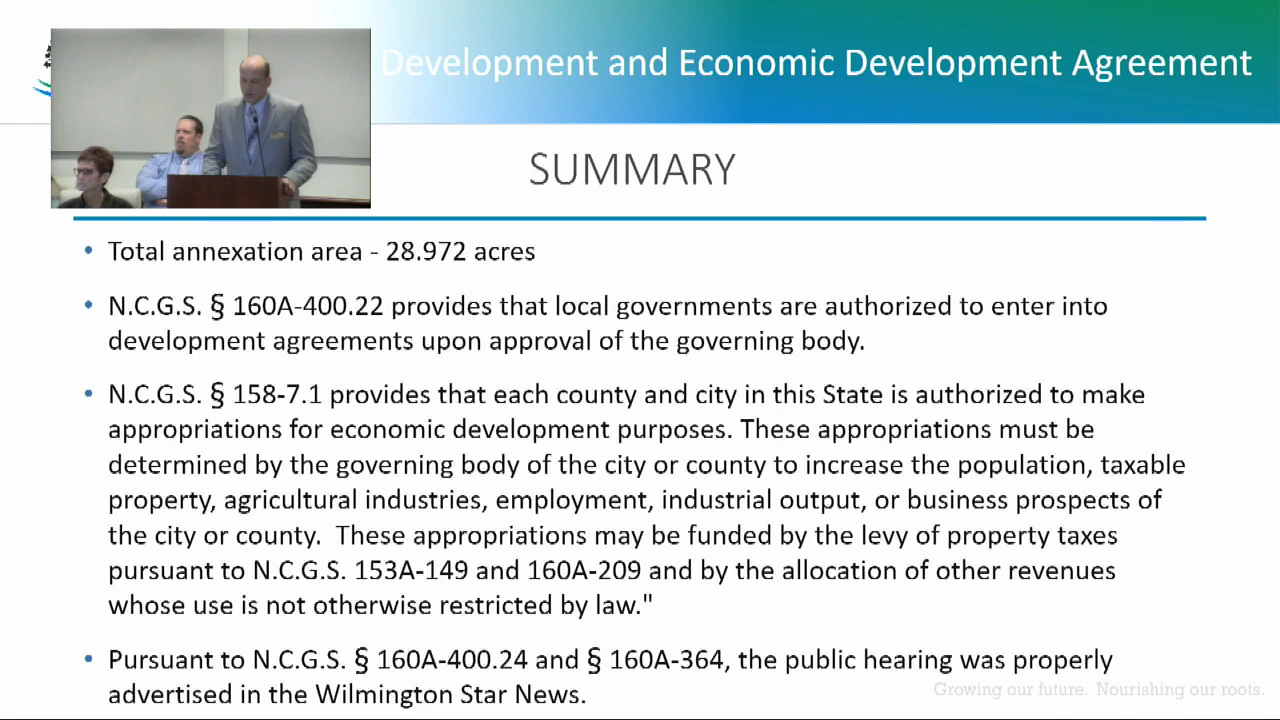 Development and Economic Development Agreement
SUMMARY
• Total annexation area - 28.972 acres
• N.C.G.S. § 160A-400.22 provides that local governments are authorized to enter into
development agreements upon approval of the governing body.
• N.C.G.S. § 158-7.1 provides that each county and city in this State is authorized to make
appropriations for economic development purposes. These appropriations must be
determined by the governing body of the city or county to increase the population, taxable
property, agricultural industries, employment, industrial output, or business prospects of
the city or county.  These appropriations may be funded by the levy of property taxes
pursuant to N.C.G.S. 153A-149 and 160A-209 and by the allocation of other revenues
whose use is not otherwise restricted by law."
• Pursuant to N.C.G.S. § 160A-400.24 and § 160A-364, the public hearing was properly
advertised in the Wilmington Star News.
Growing our future.  Nourishing our roots.